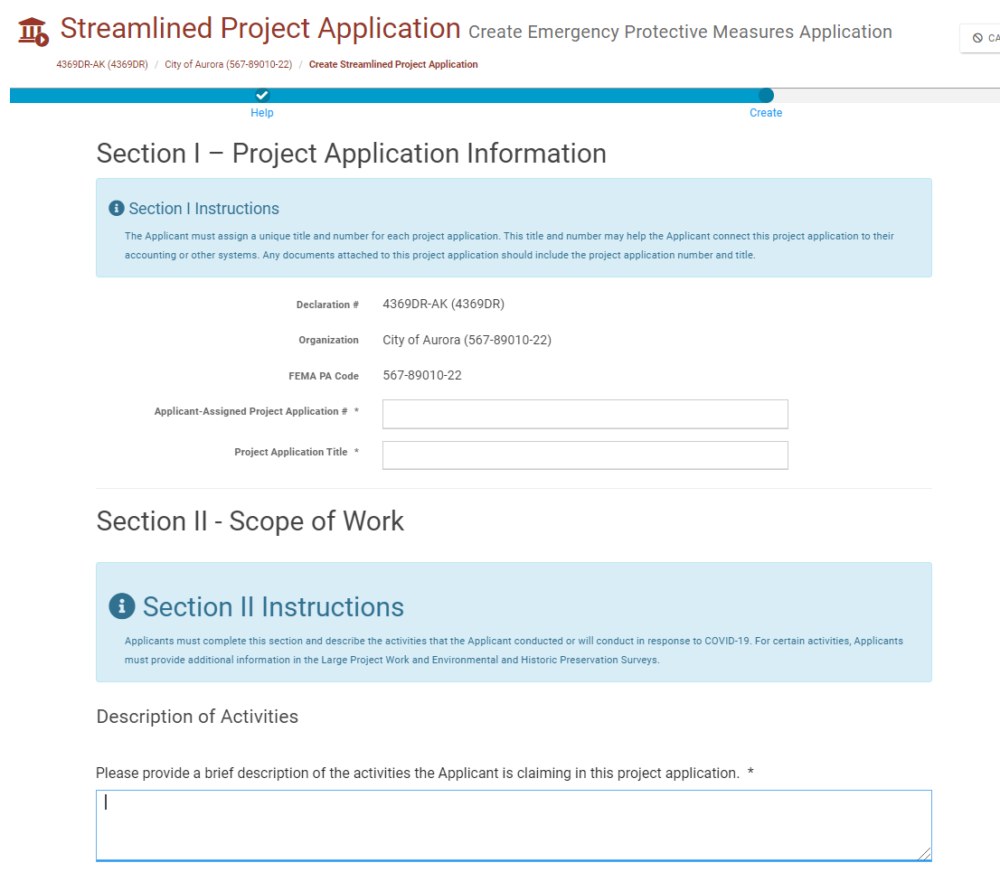 Streamlined Project Application Create Emergency Protective Measures Application
4369DR-AK (4369DR) / City of Aurora (567-89010-22) / Create Streamlined Project Application
Help
Create
Section I – Project Application Information
Section I Instructions
The Applicant must assign a unique title and number for each project application. This title and number may help the Applicant connect this project application to their
accounting or other systems. Any documents attached to this project application should include the project application number and title.
Declaration # 4369DR-AK (4369DR)
Organization City of Aurora (567-89010-22)
FEMA PA Code 567-89010-22
Applicant-Assigned Project Application # *
Project Application Title *
Section II - Scope of Work
Section II Instructions
Applicants must complete this section and describe the activities that the Applicant conducted or will conduct in response to COVID-19. For certain activities, Applicants
must provide additional information in the Large Project Work and Environmental and Historic Preservation Surveys.
Description of Activities
Please provide a brief description of the activities the Applicant is claiming in this project application. *